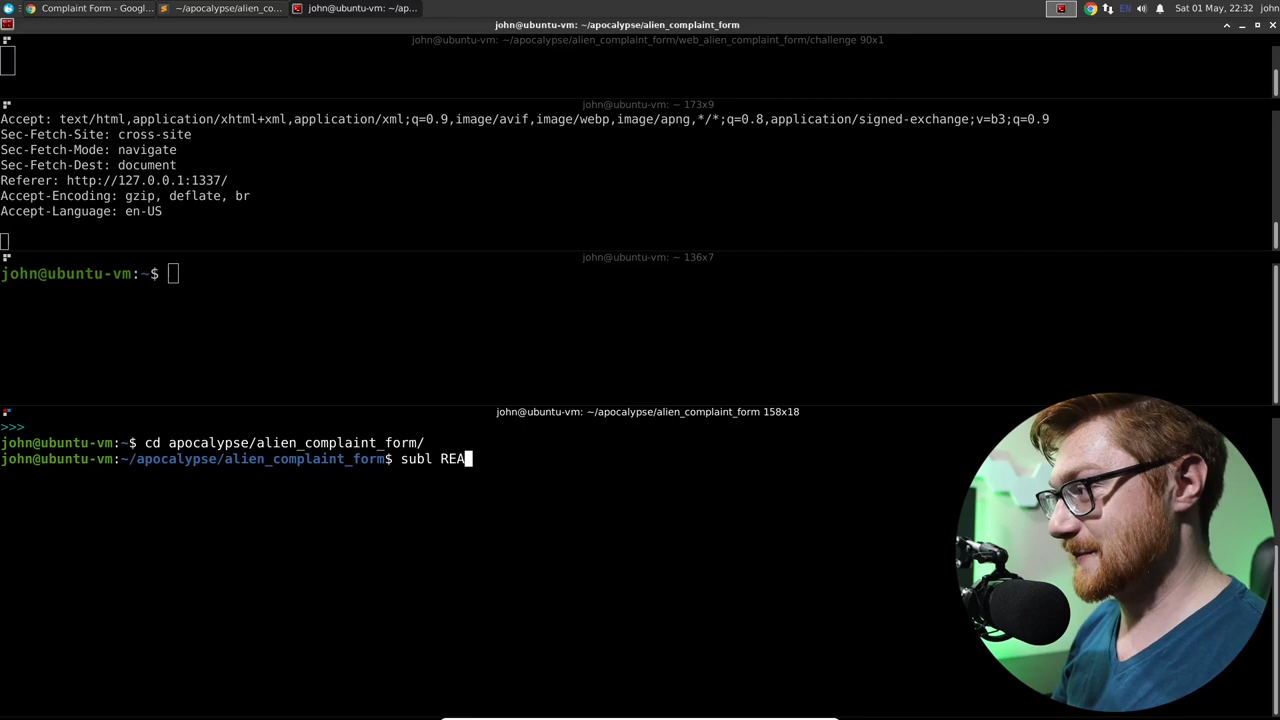 Complaint Form - Googl... ~/apocalypse/alien_co... john@ubuntu-vm: ~/ap... EN Sat 01 May, 22:32 john
john@ubuntu-vm: ~/apocalypse/alien_complaint_form
john@ubuntu-vm: ~/apocalypse/alien_complaint_form/web_alien_complaint_form/challenge 90x1
john@ubuntu-vm: ~ 173x9
Accept: text/html,application/xhtml+xml,application/xml;q=0.9,image/avif,image/webp,image/apng,*/*;q=0.8,application/signed-exchange;v=b3;q=0.9
Sec-Fetch-Site: cross-site
Sec-Fetch-Mode: navigate
Sec-Fetch-Dest: document
Referer: http://127.0.0.1:1337/
Accept-Encoding: gzip, deflate, br
Accept-Language: en-US
john@ubuntu-vm: ~ 136x7
john@ubuntu-vm:~$
john@ubuntu-vm: ~/apocalypse/alien_complaint_form 158x18
>>>
john@ubuntu-vm:~$ cd apocalypse/alien_complaint_form/
john@ubuntu-vm:~/apocalypse/alien_complaint_form$ subl REA